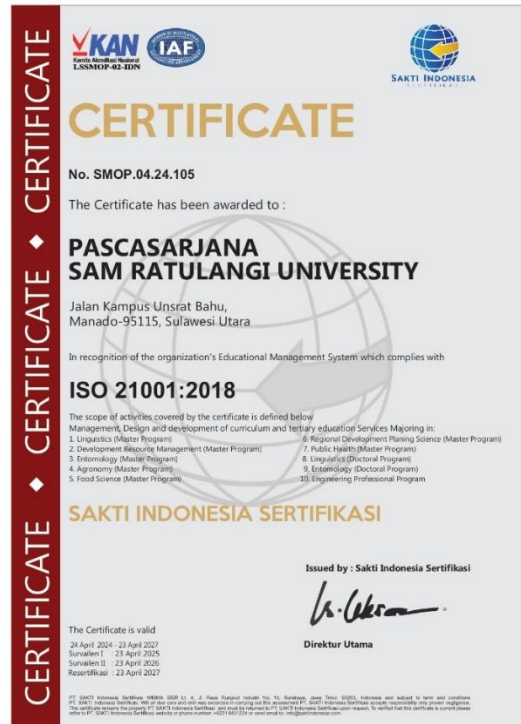 KAN
Komite Akreditasi Nasional
LSSMOP-02-IDN
IAF
SAKTI INDONESIA
SERTIFIKASI
CERTIFICATE ◆ CERTIFICATE ◆ CERTIFICATE ◆ CERTIFICATE
CERTIFICATE
No. SMOP.04.24.105
The Certificate has been awarded to :
PASCASARJANA
SAM RATULANGI UNIVERSITY
Jalan Kampus Unsrat Bahu,
Manado-95115, Sulawesi Utara
In recognition of the organization's Educational Management System which complies with
ISO 21001:2018
The scope of activities covered by the certificate is defined below
Management, Design and development of curriculum and tertiary education Services Majoring in:
1. Linguistics (Master Program)
2. Development Resource Management (Master Program)
3. Entomology (Master Program)
4. Agronomy (Master Program)
5. Food Science (Master Program)
6. Regional Development Planing Science (Master Program)
7. Public Health (Master Program)
8. Linguistics (Doctoral Program)
9. Entomology (Doctoral Program)
10. Engineering Professional Program
SAKTI INDONESIA SERTIFIKASI
Issued by : Sakti Indonesia Sertifikasi
Direktur Utama
The Certificate is valid
24 April 2024 - 23 April 2027
Survailen I : 23 April 2025
Survailen II : 23 April 2026
Resertifikasi : 23 April 2027